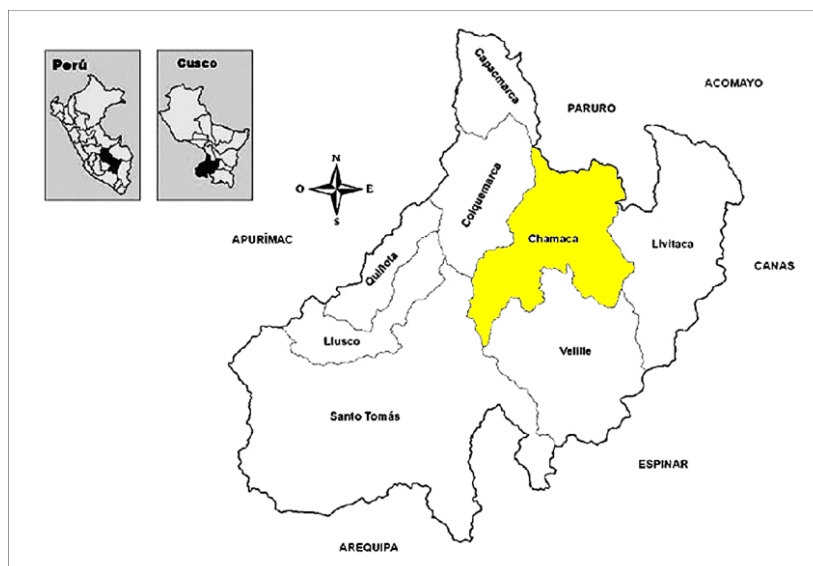 Perú
Cusco
N
O
E
S
Capacmarca
PARURO
ACOMAYO
Colquemarca
APURÍMAC
Quiñota
Chamaca
Livitaca
CANAS
Llusco
Velille
Santo Tomás
ESPINAR
AREQUIPA